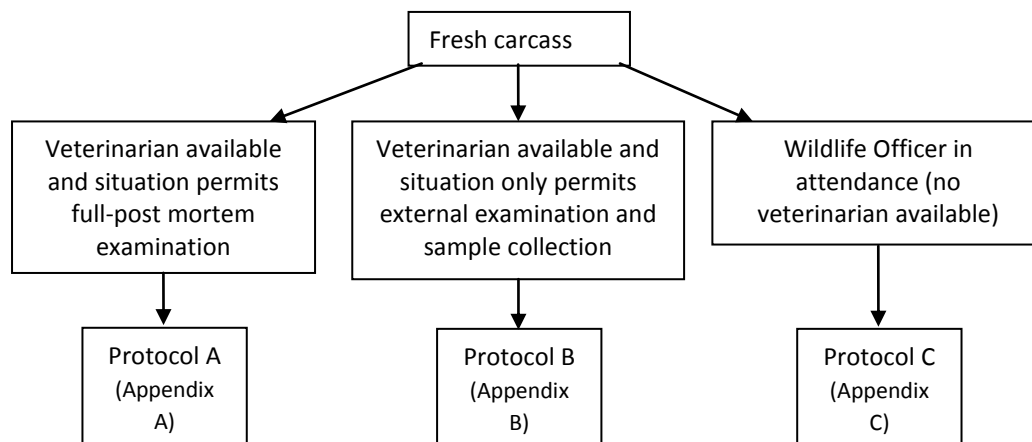 Fresh carcass
Veterinarian available
and situation permits
full-post mortem
examination
Veterinarian available and
situation only permits
external examination and
sample collection
Wildlife Officer in
attendance (no
veterinarian available)
Protocol A
(Appendix
A)
Protocol B
(Appendix
B)
Protocol C
(Appendix
C)